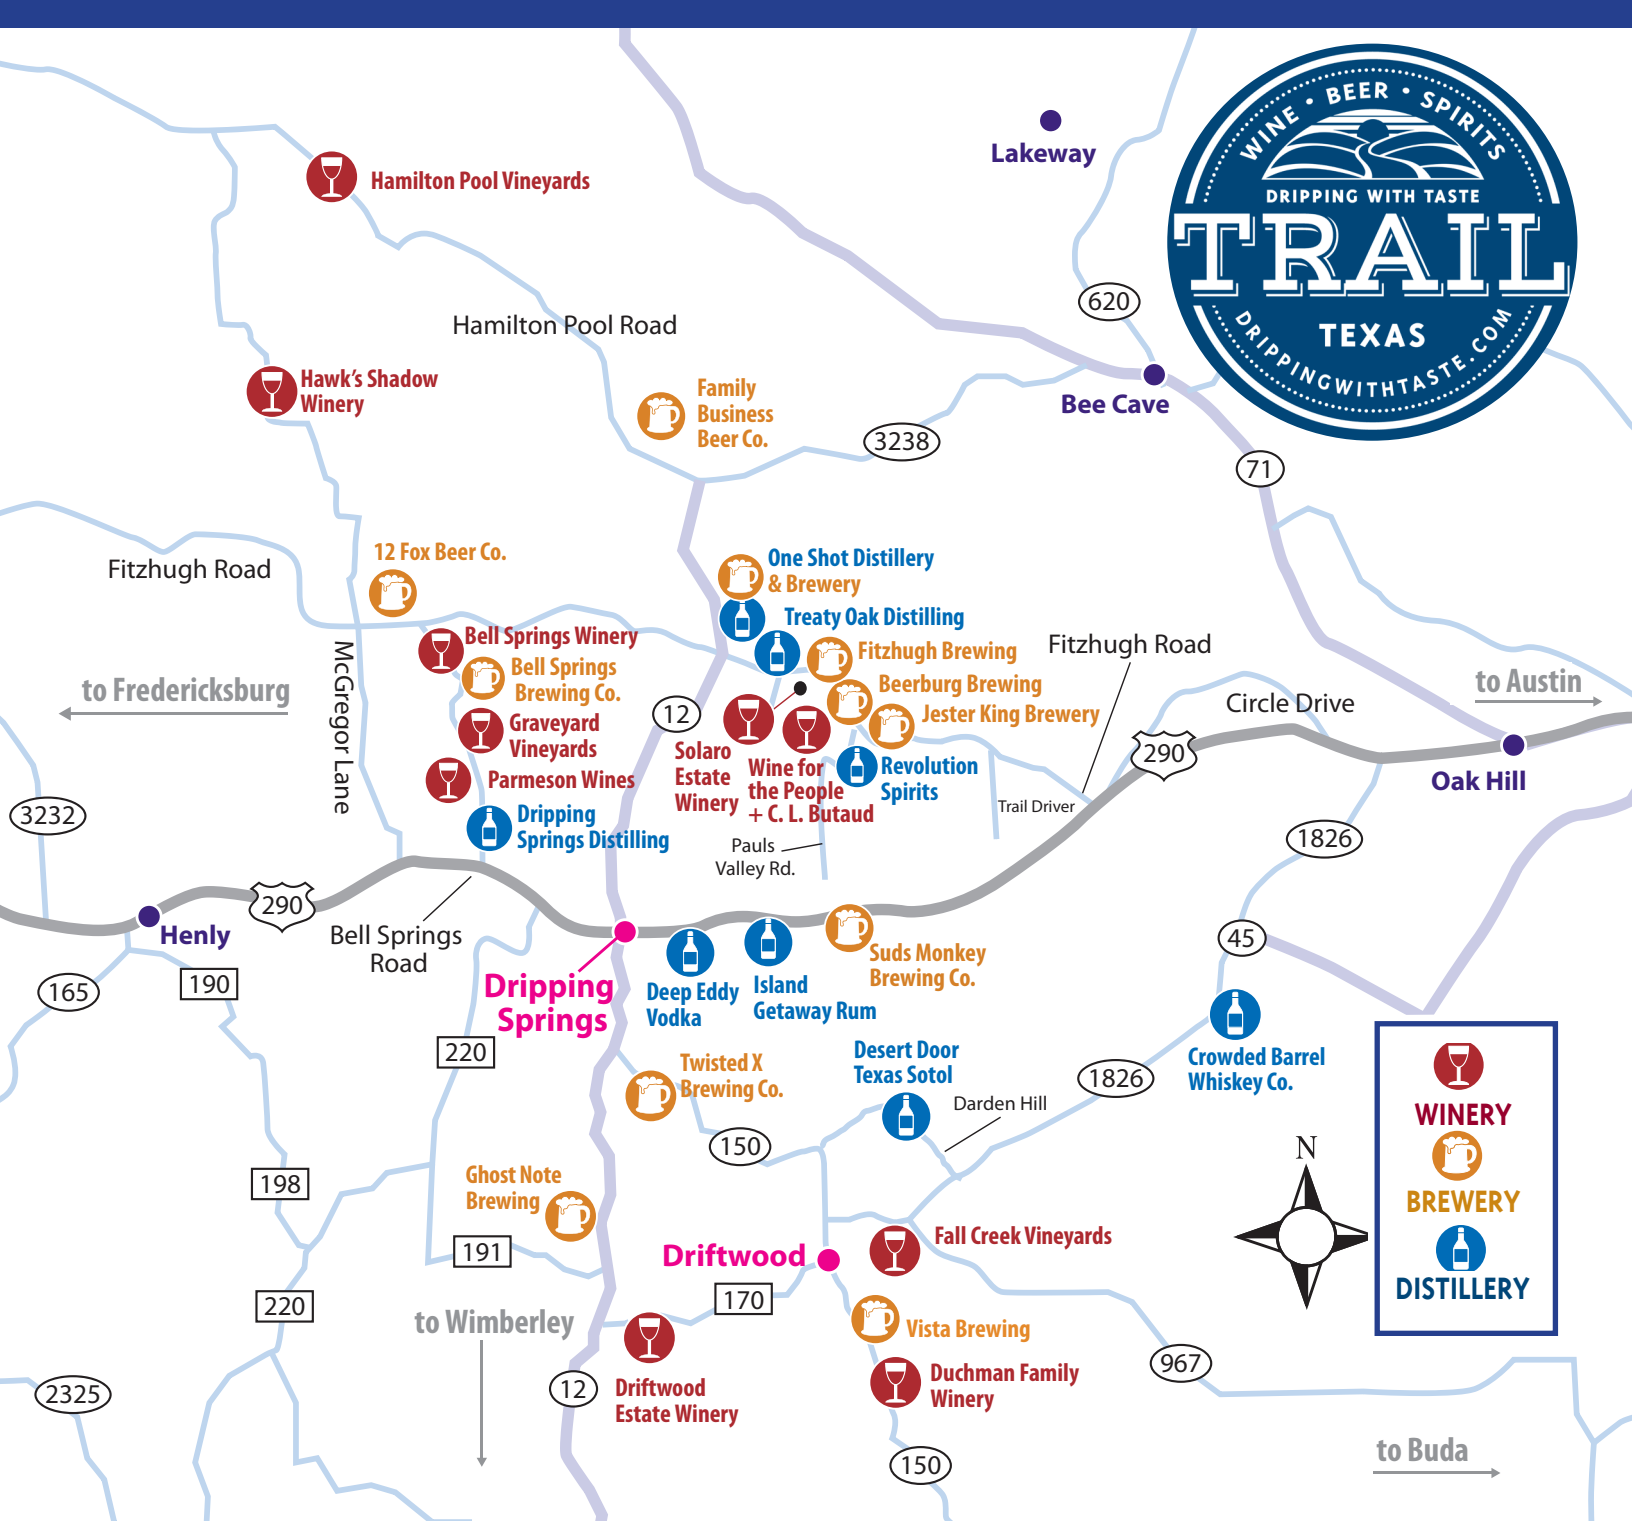 WINE • BEER • SPIRITS
DRIPPING WITH TASTE
TRAIL
TEXAS
DRIPPINGWITHTASTE.COM
Lakeway
Hamilton Pool Vineyards
620
Hamilton Pool Road
Hawk's Shadow
Winery
Family
Business
Beer Co.
Bee Cave
3238
71
12 Fox Beer Co.
Fitzhugh Road
One Shot Distillery
& Brewery
Treaty Oak Distilling
Bell Springs Winery
Bell Springs
Brewing Co.
Fitzhugh Brewing
Fitzhugh Road
Beerburg Brewing
Jester King Brewery
to Fredericksburg
McGregor Lane
12
to Austin
Circle Drive
Graveyard
Vineyards
Parmeson Wines
Solaro
Estate
Winery
Wine for
the People
+ C. L. Butaud
Revolution
Spirits
290
Oak Hill
Trail Driver
3232
Dripping
Springs Distilling
Pauls
Valley Rd.
1826
290
Henly
Bell Springs
Road
45
165
190
Dripping
Springs
Deep Eddy
Vodka
Island
Getaway Rum
Suds Monkey
Brewing Co.
220
Twisted X
Brewing Co.
Desert Door
Texas Sotol
1826
Crowded Barrel
Whiskey Co.
Darden Hill
150
WINERY
BREWERY
DISTILLERY
N
198
Ghost Note
Brewing
191
Driftwood
Fall Creek Vineyards
220
to Wimberley
170
Vista Brewing
967
2325
12
Driftwood
Estate Winery
Duchman Family
Winery
150
to Buda